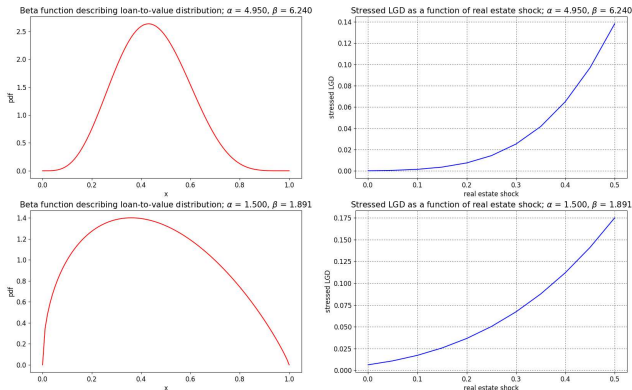 Beta function describing loan-to-value distribution; α = 4.950, β = 6.240
pdf
2.5
2.0
1.5
1.0
0.5
0.0
0.0 0.2 0.4 0.6 0.8 1.0
x
Stressed LGD as a function of real estate shock; α = 4.950, β = 6.240
stressed LGD
0.14
0.12
0.10
0.08
0.06
0.04
0.02
0.00
0.0 0.1 0.2 0.3 0.4 0.5
real estate shock
Beta function describing loan-to-value distribution; α = 1.500, β = 1.891
pdf
1.4
1.2
1.0
0.8
0.6
0.4
0.2
0.0
0.0 0.2 0.4 0.6 0.8 1.0
x
Stressed LGD as a function of real estate shock; α = 1.500, β = 1.891
stressed LGD
0.175
0.150
0.125
0.100
0.075
0.050
0.025
0.000
0.0 0.1 0.2 0.3 0.4 0.5
real estate shock